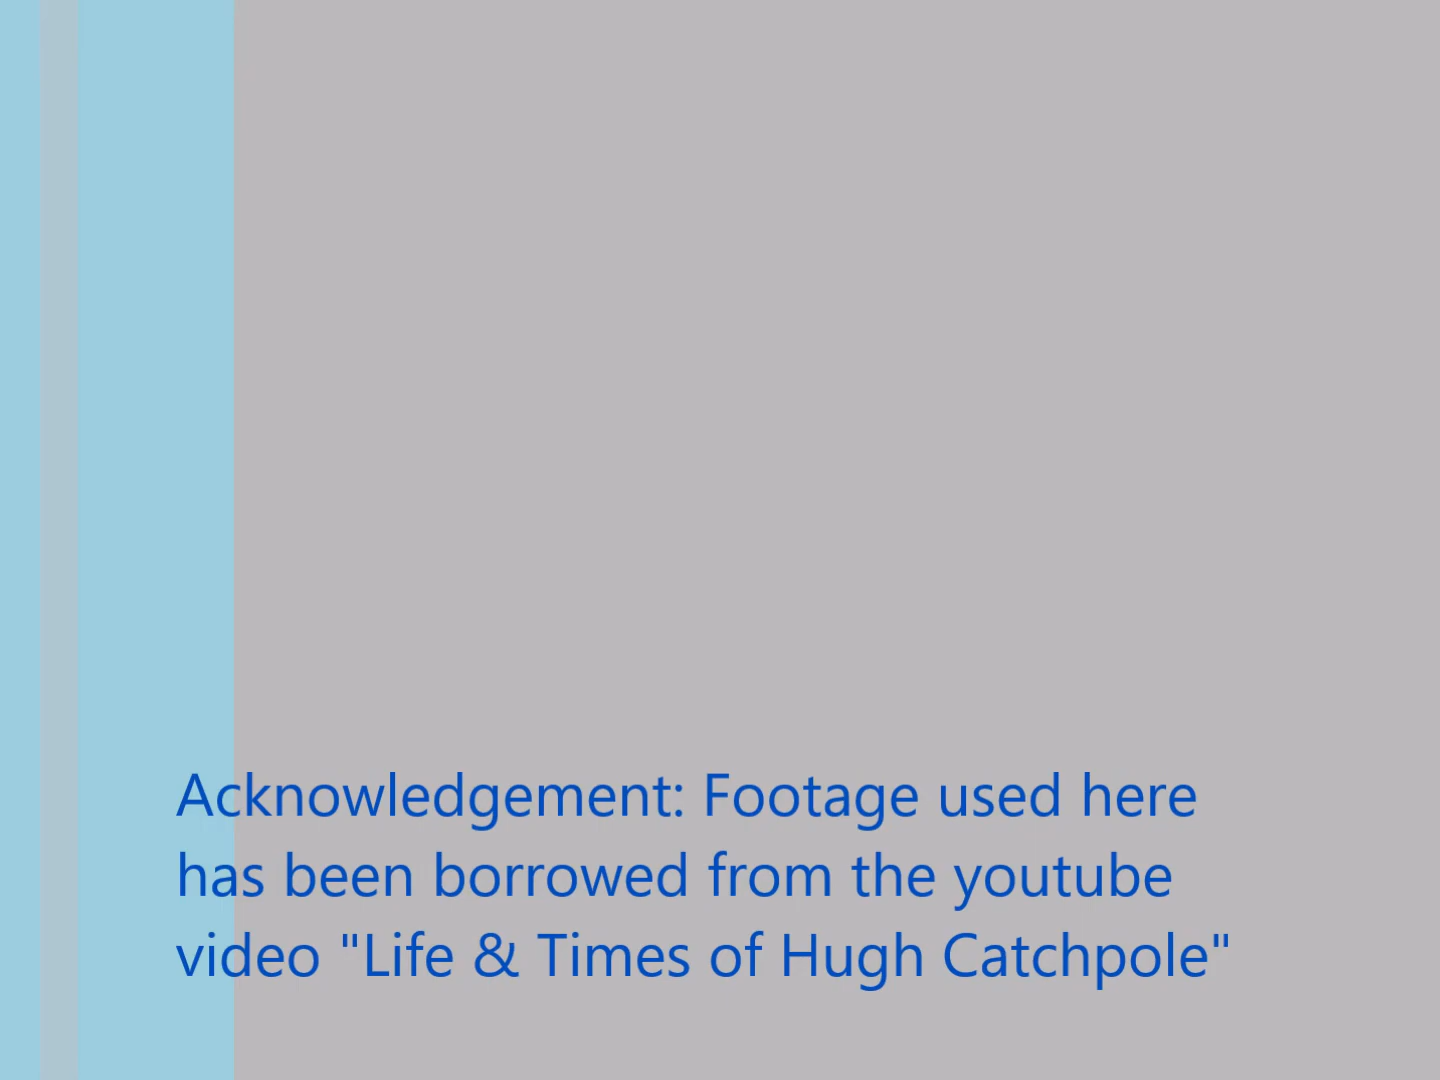 Acknowledgement: Footage used here
has been borrowed from the youtube
video "Life & Times of Hugh Catchpole"